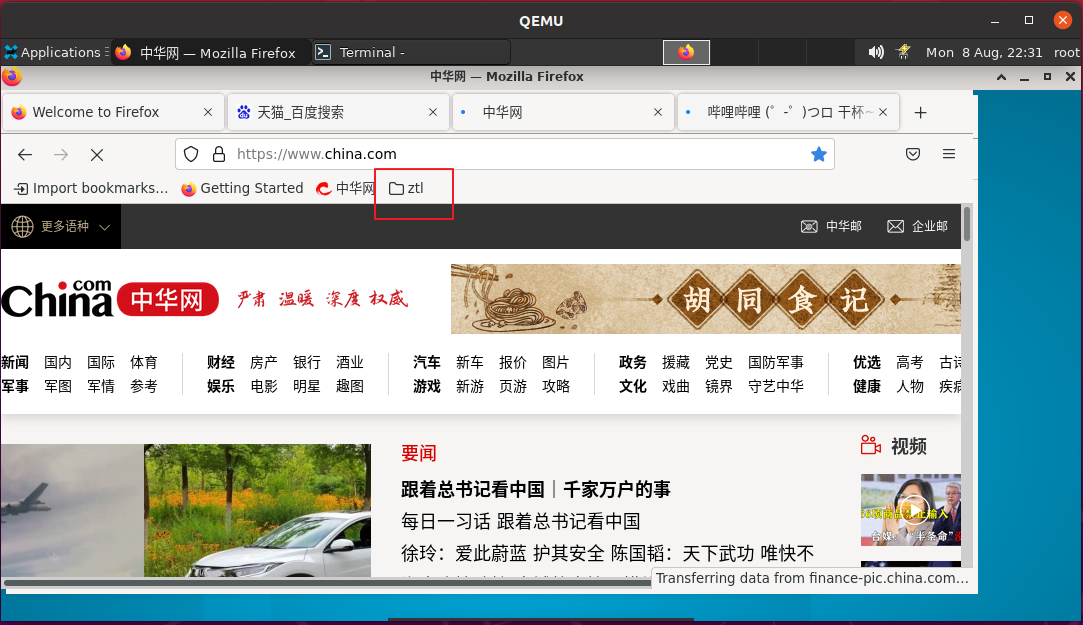 QEMU
Applications 中华网 — Mozilla Firefox Terminal - Mon 8 Aug, 22:31 root
中华网 — Mozilla Firefox
Welcome to Firefox 天猫_百度搜索 中华网 哔哩哔哩 (゜-゜)つロ 干杯~
https://www.china.com
Import bookmarks… Getting Started 中华网 ztl
更多语种 中华邮 企业邮
China.com 中华网 严肃 温暖 深度 权威 胡同食记
新闻 国内 国际 体育 财经 房产 银行 酒业 汽车 新车 报价 图片 政务 援藏 党史 国防军事 优选 高考 古诗
军事 军图 军情 参考 娱乐 电影 明星 趣图 游戏 新游 页游 攻略 文化 戏曲 镜界 守艺中华 健康 人物 疾病
要闻 视频
跟着总书记看中国｜千家万户的事
每日一习话 跟着总书记看中国
徐玲：爱此蔚蓝 护其安全 陈国韬：天下武功 唯快不
台媒：“半条命”
Transferring data from finance-pic.china.com…